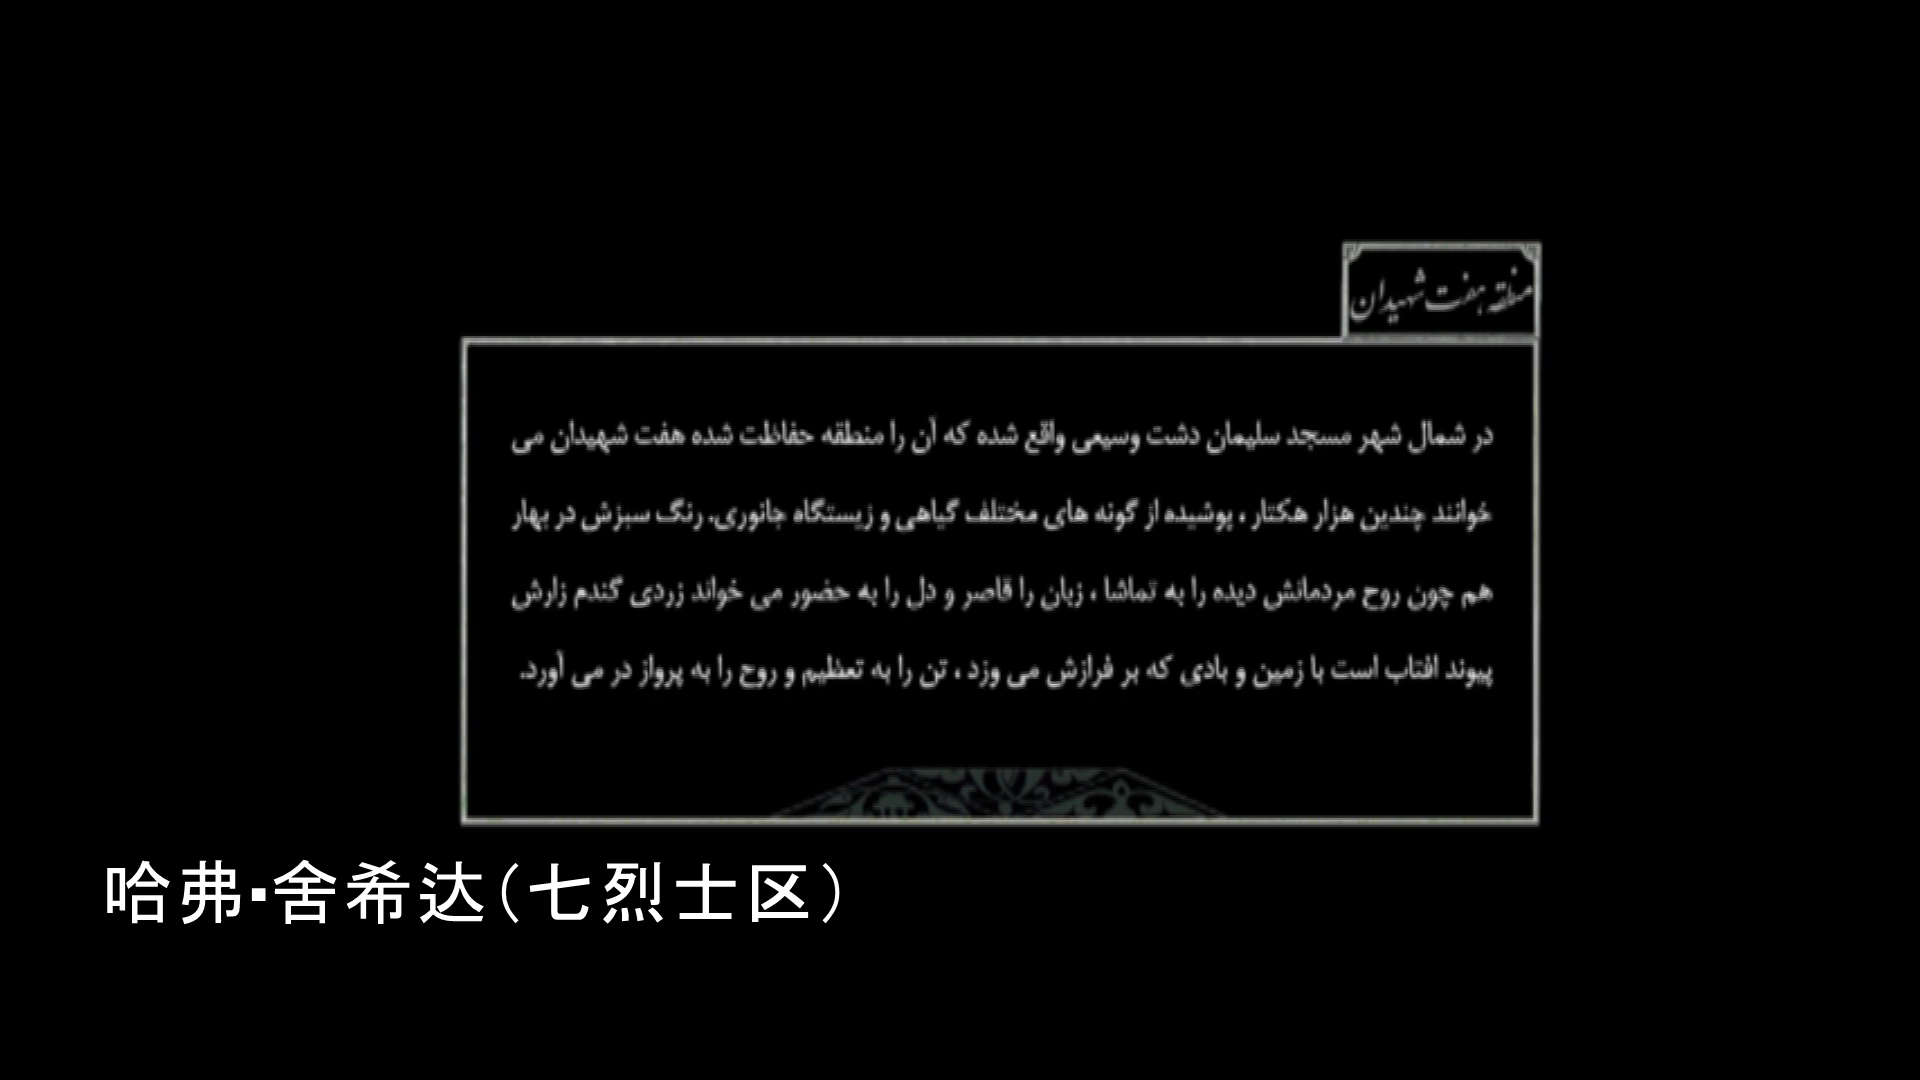 منطقه هفت شهیدان
در شمال شهر مسجد سلیمان دشت وسیعی واقع شده که آن را منطقه حفاظت شده هفت شهیدان می
خوانند چندین هزار هکتار ، پوشیده از گونه های مختلف گیاهی و زیستگاه جانوری. رنگ سبزش در بهار
هم چون روح مردمانش دیده را به تماشا ، زبان را قاصر و دل را به حضور می خواند زردی گندم زارش
پیوند افتاب است با زمین و بادی که بر فرازش می وزد ، تن را به تعظیم و روح را به پرواز در می آورد.
哈弗·舍希达(七烈士区)